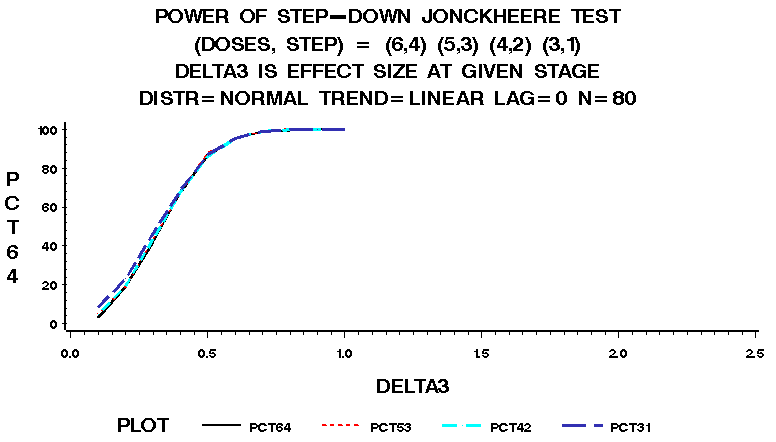 POWER OF STEP-DOWN JONCKHEERE TEST
(DOSES, STEP) = (6,4) (5,3) (4,2) (3,1)
DELTA3 IS EFFECT SIZE AT GIVEN STAGE
DISTR=NORMAL TREND=LINEAR LAG=0 N=80
PCT64
100
80
60
40
20
0
0.0 0.5 1.0 1.5 2.0 2.5
DELTA3
PLOT PCT64 PCT53 PCT42 PCT31